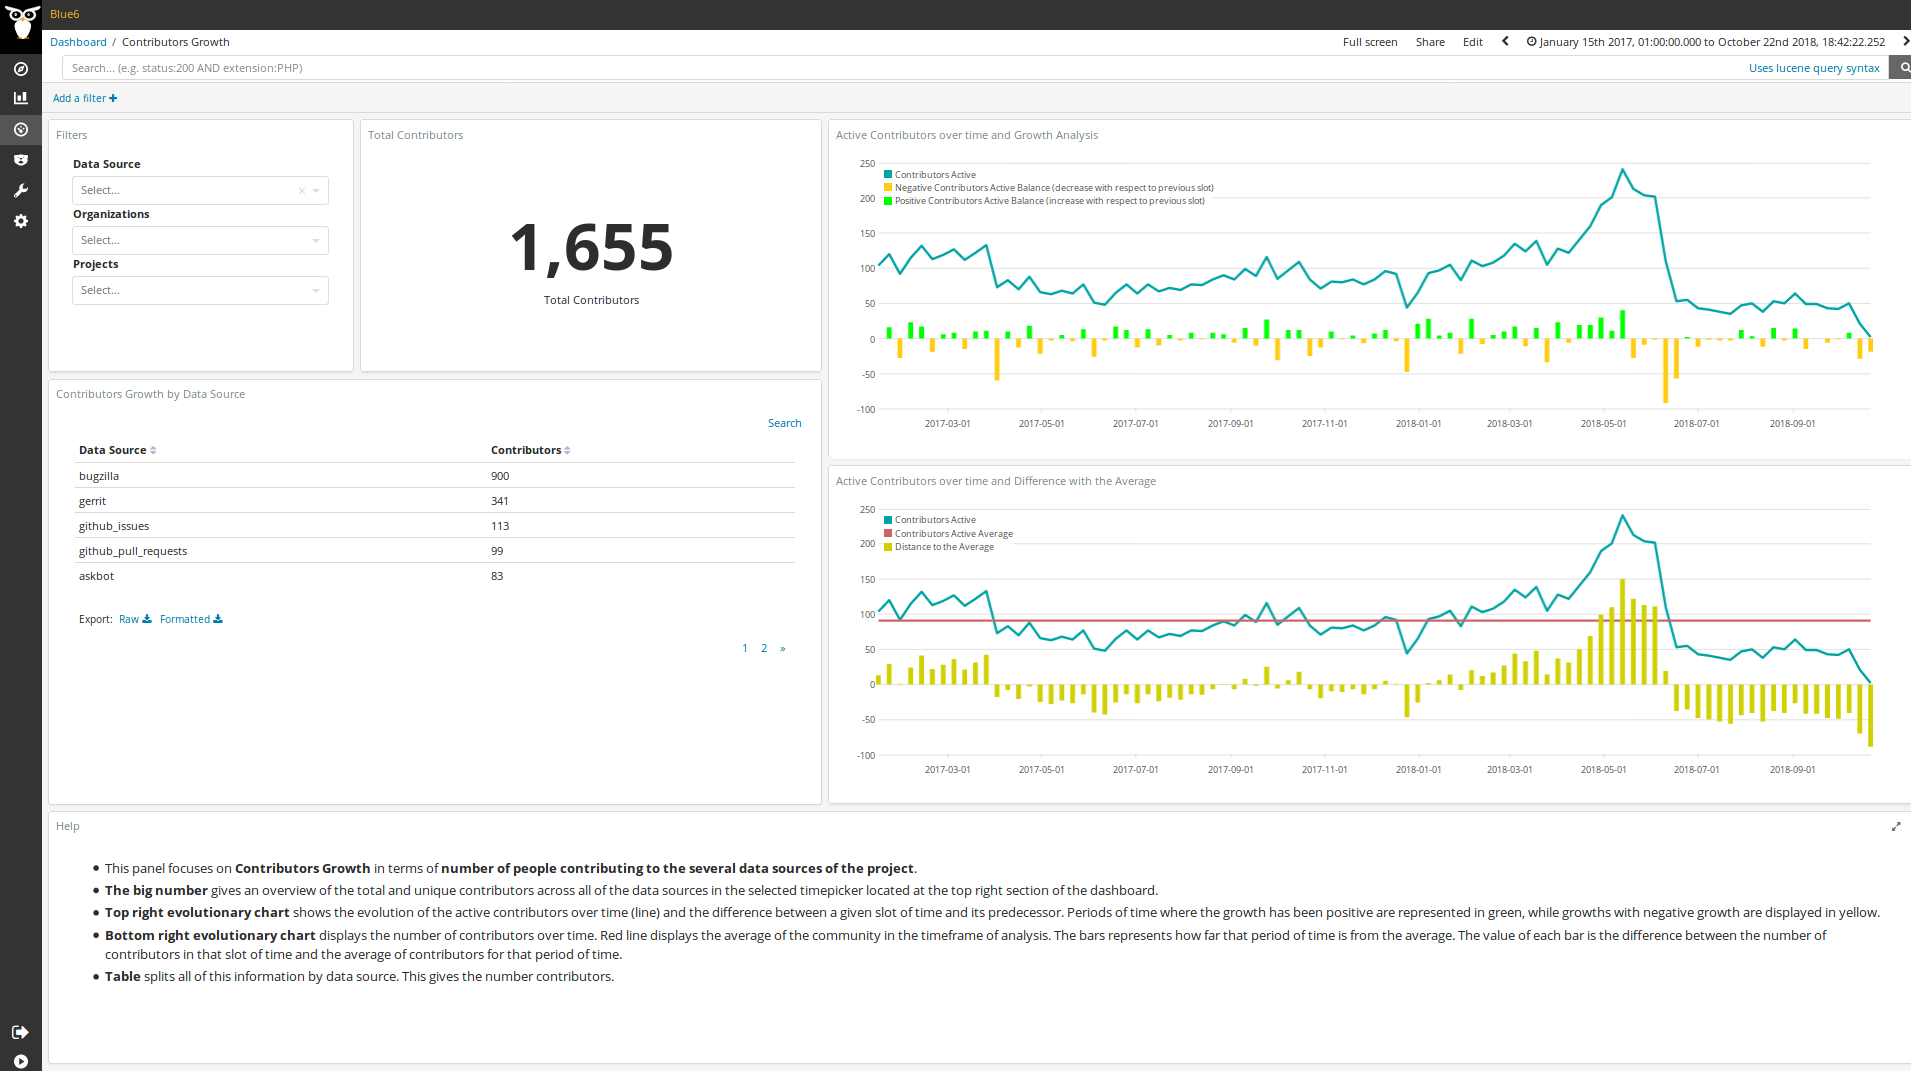 Blue6
Dashboard / Contributors Growth
Full screen Share Edit January 15th 2017, 01:00:00.000 to October 22nd 2018, 18:42:22.252
Search... (e.g. status:200 AND extension:PHP)
Uses lucene query syntax
Add a filter
Filters
Data Source
Select...
Organizations
Select...
Projects
Select...
Total Contributors
1,655
Total Contributors
Active Contributors over time and Growth Analysis
Contributors Active
Negative Contributors Active Balance (decrease with respect to previous slot)
Positive Contributors Active Balance (increase with respect to previous slot)
250
200
150
100
50
0
-50
-100
2017-03-01 2017-05-01 2017-07-01 2017-09-01 2017-11-01 2018-01-01 2018-03-01 2018-05-01 2018-07-01 2018-09-01
Contributors Growth by Data Source
Search
Data Source Contributors
bugzilla 900
gerrit 341
github_issues 113
github_pull_requests 99
askbot 83
Export: Raw Formatted
1 2 »
Active Contributors over time and Difference with the Average
Contributors Active
Contributors Active Average
Distance to the Average
250
200
150
100
50
0
-50
-100
2017-03-01 2017-05-01 2017-07-01 2017-09-01 2017-11-01 2018-01-01 2018-03-01 2018-05-01 2018-07-01 2018-09-01
Help
• This panel focuses on Contributors Growth in terms of number of people contributing to the several data sources of the project.
• The big number gives an overview of the total and unique contributors across all of the data sources in the selected timepicker located at the top right section of the dashboard.
• Top right evolutionary chart shows the evolution of the active contributors over time (line) and the difference between a given slot of time and its predecessor. Periods of time where the growth has been positive are represented in green, while growths with negative growth are displayed in yellow.
• Bottom right evolutionary chart displays the number of contributors over time. Red line displays the average of the community in the timeframe of analysis. The bars represents how far that period of time is from the average. The value of each bar is the difference between the number of
contributors in that slot of time and the average of contributors for that period of time.
• Table splits all of this information by data source. This gives the number contributors.